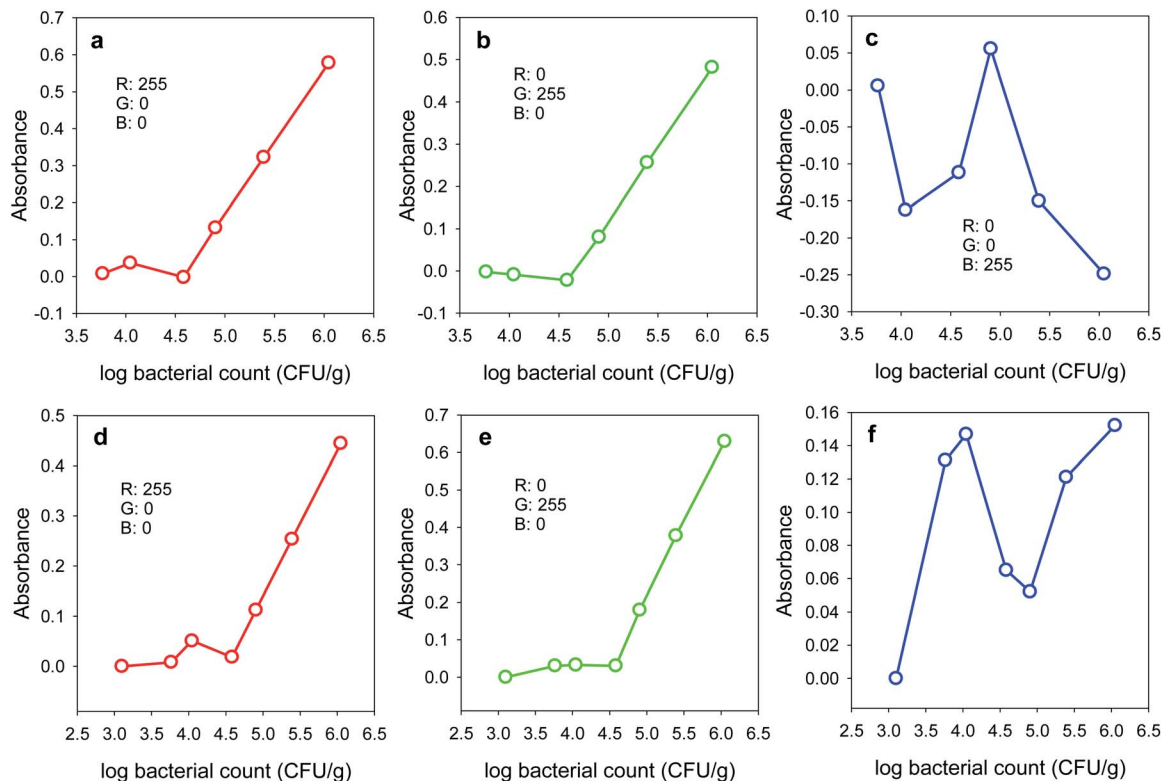 a
R: 255
G: 0
B: 0
Absorbance
0.7
0.6
0.5
0.4
0.3
0.2
0.1
0.0
-0.1
3.5 4.0 4.5 5.0 5.5 6.0 6.5
log bacterial count (CFU/g)
b
R: 0
G: 255
B: 0
Absorbance
0.6
0.5
0.4
0.3
0.2
0.1
0.0
-0.1
3.5 4.0 4.5 5.0 5.5 6.0 6.5
log bacterial count (CFU/g)
c
R: 0
G: 0
B: 255
Absorbance
0.10
0.05
0.00
-0.05
-0.10
-0.15
-0.20
-0.25
-0.30
3.5 4.0 4.5 5.0 5.5 6.0 6.5
log bacterial count (CFU/g)
d
R: 255
G: 0
B: 0
Absorbance
0.5
0.4
0.3
0.2
0.1
0.0
2.5 3.0 3.5 4.0 4.5 5.0 5.5 6.0 6.5
log bacterial count (CFU/g)
e
R: 0
G: 255
B: 0
Absorbance
0.7
0.6
0.5
0.4
0.3
0.2
0.1
0.0
2.5 3.0 3.5 4.0 4.5 5.0 5.5 6.0 6.5
log bacterial count (CFU/g)
f
Absorbance
0.16
0.14
0.12
0.10
0.08
0.06
0.04
0.02
0.00
2.5 3.0 3.5 4.0 4.5 5.0 5.5 6.0 6.5
log bacterial count (CFU/g)